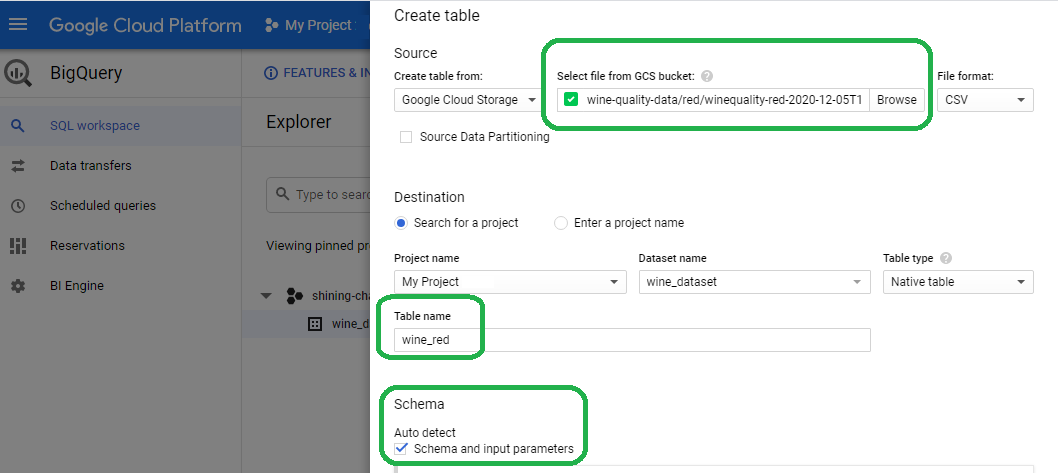 Google Cloud Platform
My Project
BigQuery
FEATURES & IN
SQL workspace
Data transfers
Scheduled queries
Reservations
BI Engine
Explorer
Type to searc
Viewing pinned pr
shining-cha
wine_d
Create table
Source
Create table from:
Select file from GCS bucket: ?
File format:
Google Cloud Storage
wine-quality-data/red/winequality-red-2020-12-05T1
Browse
CSV
Source Data Partitioning
Destination
Search for a project
Enter a project name
Project name
Dataset name
Table type ?
My Project
wine_dataset
Native table
Table name
wine_red
Schema
Auto detect
Schema and input parameters